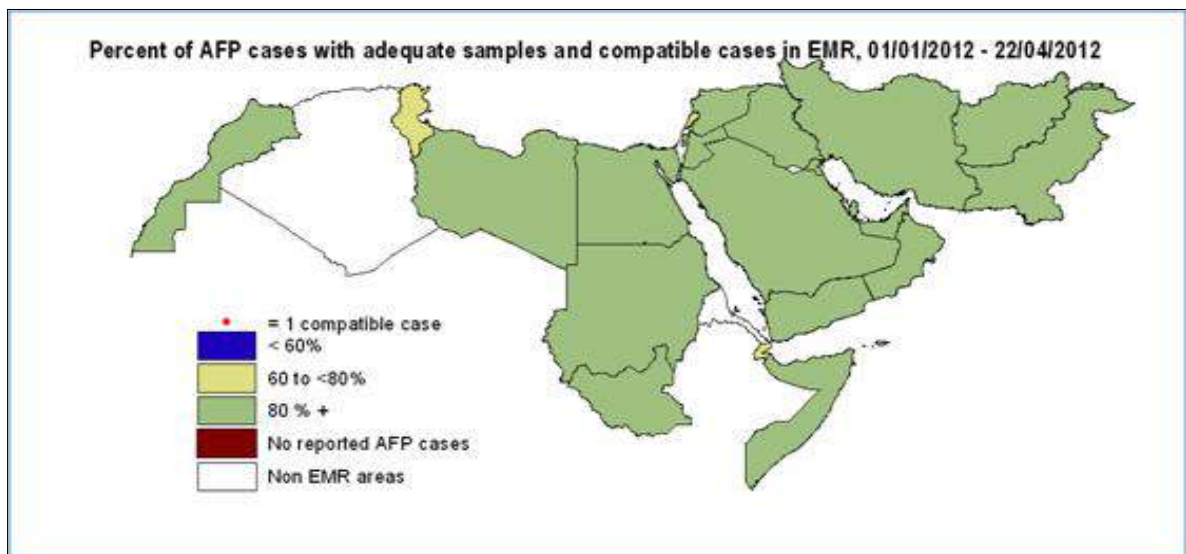 Percent of AFP cases with adequate samples and compatible cases in EMR, 01/01/2012 - 22/04/2012
= 1 compatible case
< 60%
60 to <80%
80 % +
No reported AFP cases
Non EMR areas